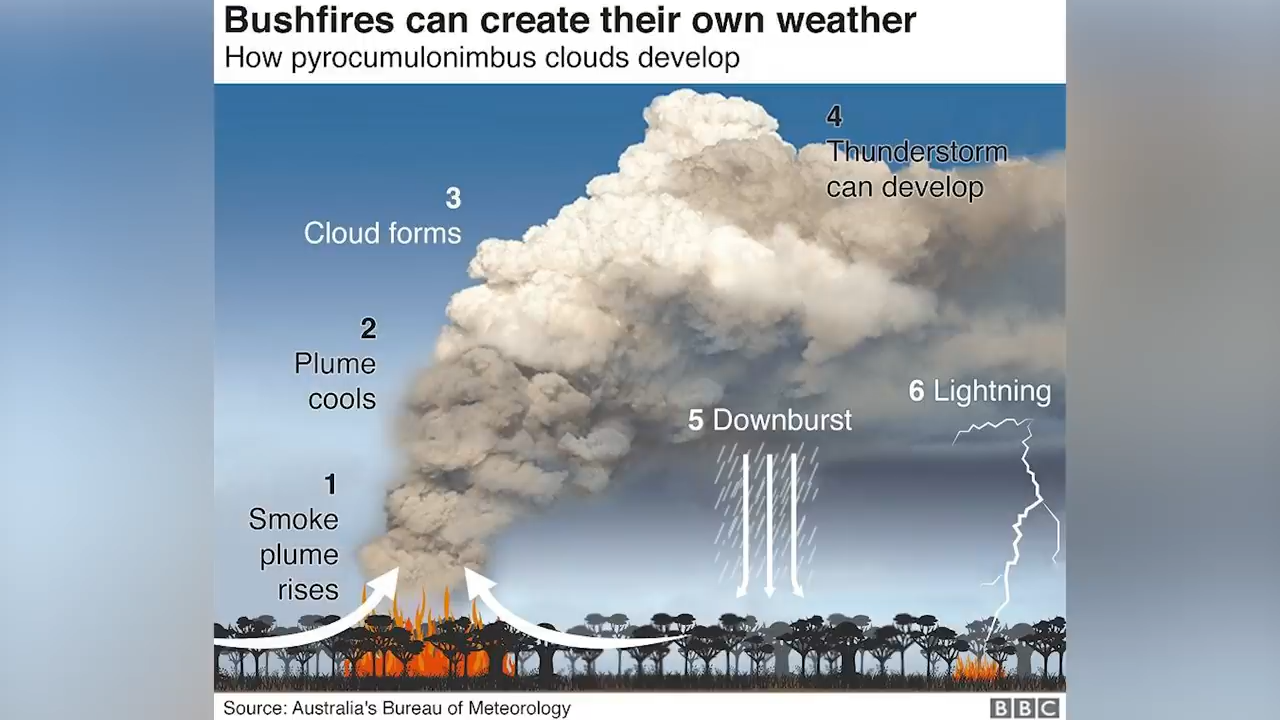 Bushfires can create their own weather
How pyrocumulonimbus clouds develop
4
Thunderstorm
can develop
3
Cloud forms
2
Plume
cools
6 Lightning
5 Downburst
1
Smoke
plume
rises
Source: Australia's Bureau of Meteorology
BBC